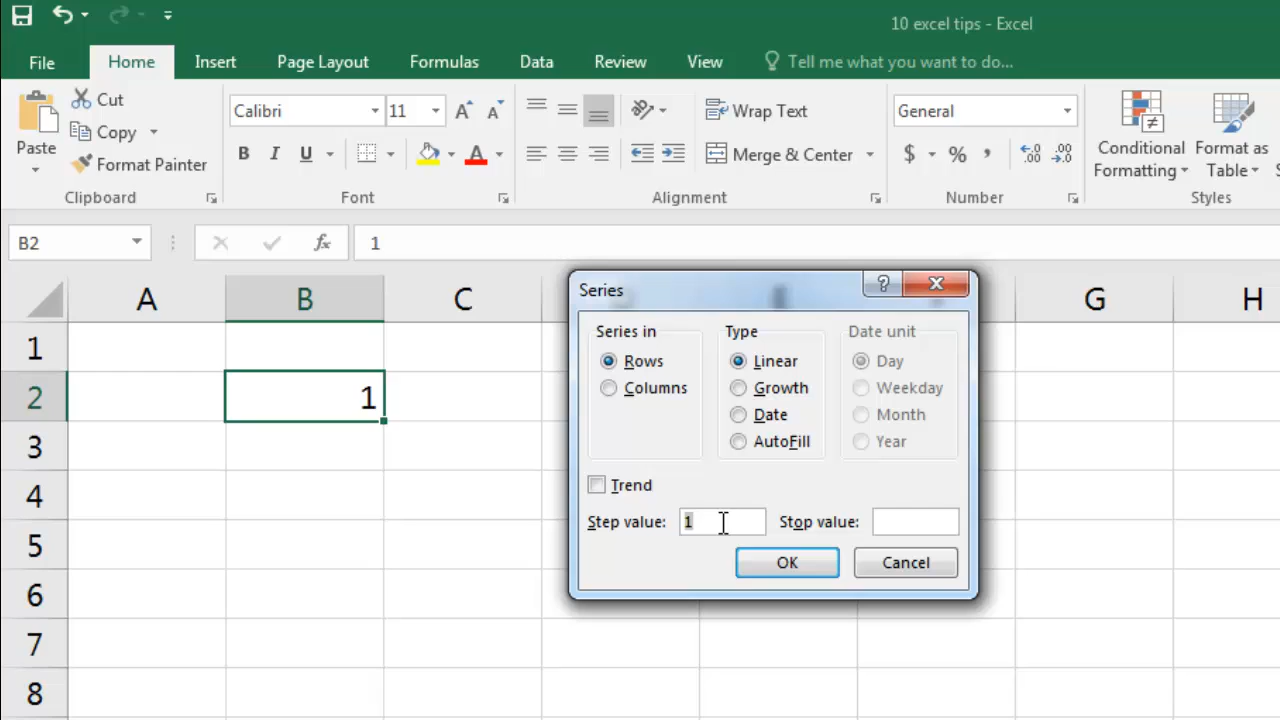 10 excel tips - Excel
File Home Insert Page Layout Formulas Data Review View Tell me what you want to do...
Paste
Cut
Copy
Format Painter
Clipboard
Calibri 11
B I U A
Font
Wrap Text
Merge & Center
Alignment
General
$ % ,
Number
Conditional
Formatting
Format as
Table
Styles
B2 fx 1
A B C G H
1
2 1
3
4
5
6
7
8
Series
Series in
Rows
Columns
Type
Linear
Growth
Date
AutoFill
Date unit
Day
Weekday
Month
Year
Trend
Step value: 1 Stop value:
OK Cancel